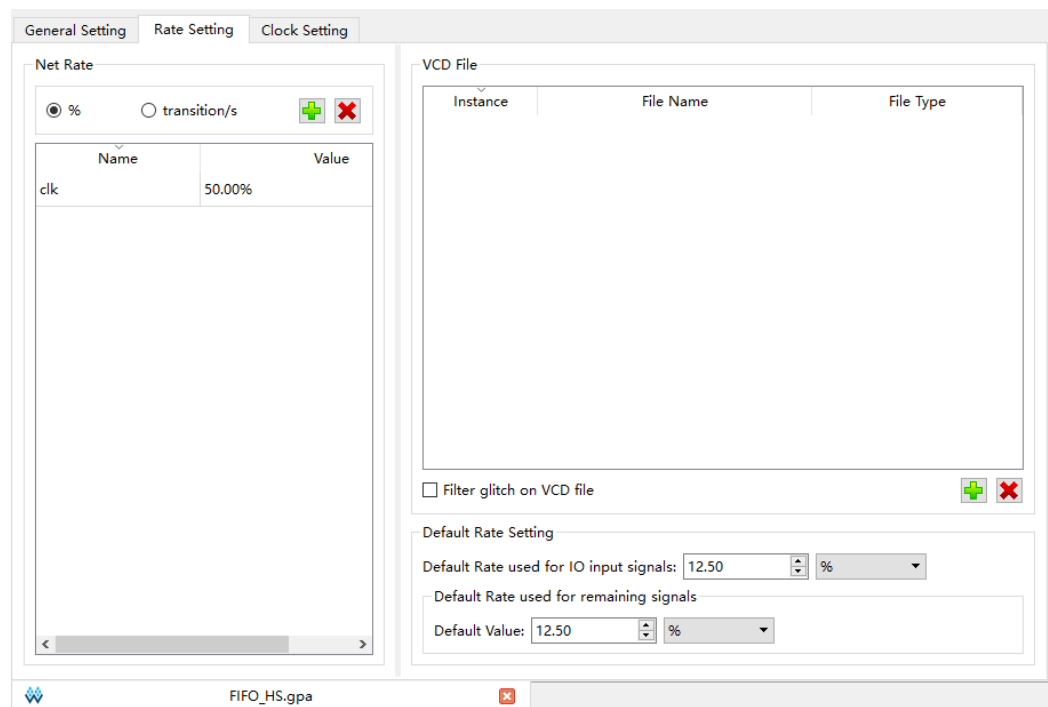 General Setting Rate Setting Clock Setting
Net Rate
% transition/s
Name Value
clk 50.00%
VCD File
Instance File Name File Type
Filter glitch on VCD file
Default Rate Setting
Default Rate used for IO input signals: 12.50 %
Default Rate used for remaining signals
Default Value: 12.50 %
FIFO_HS.gpa